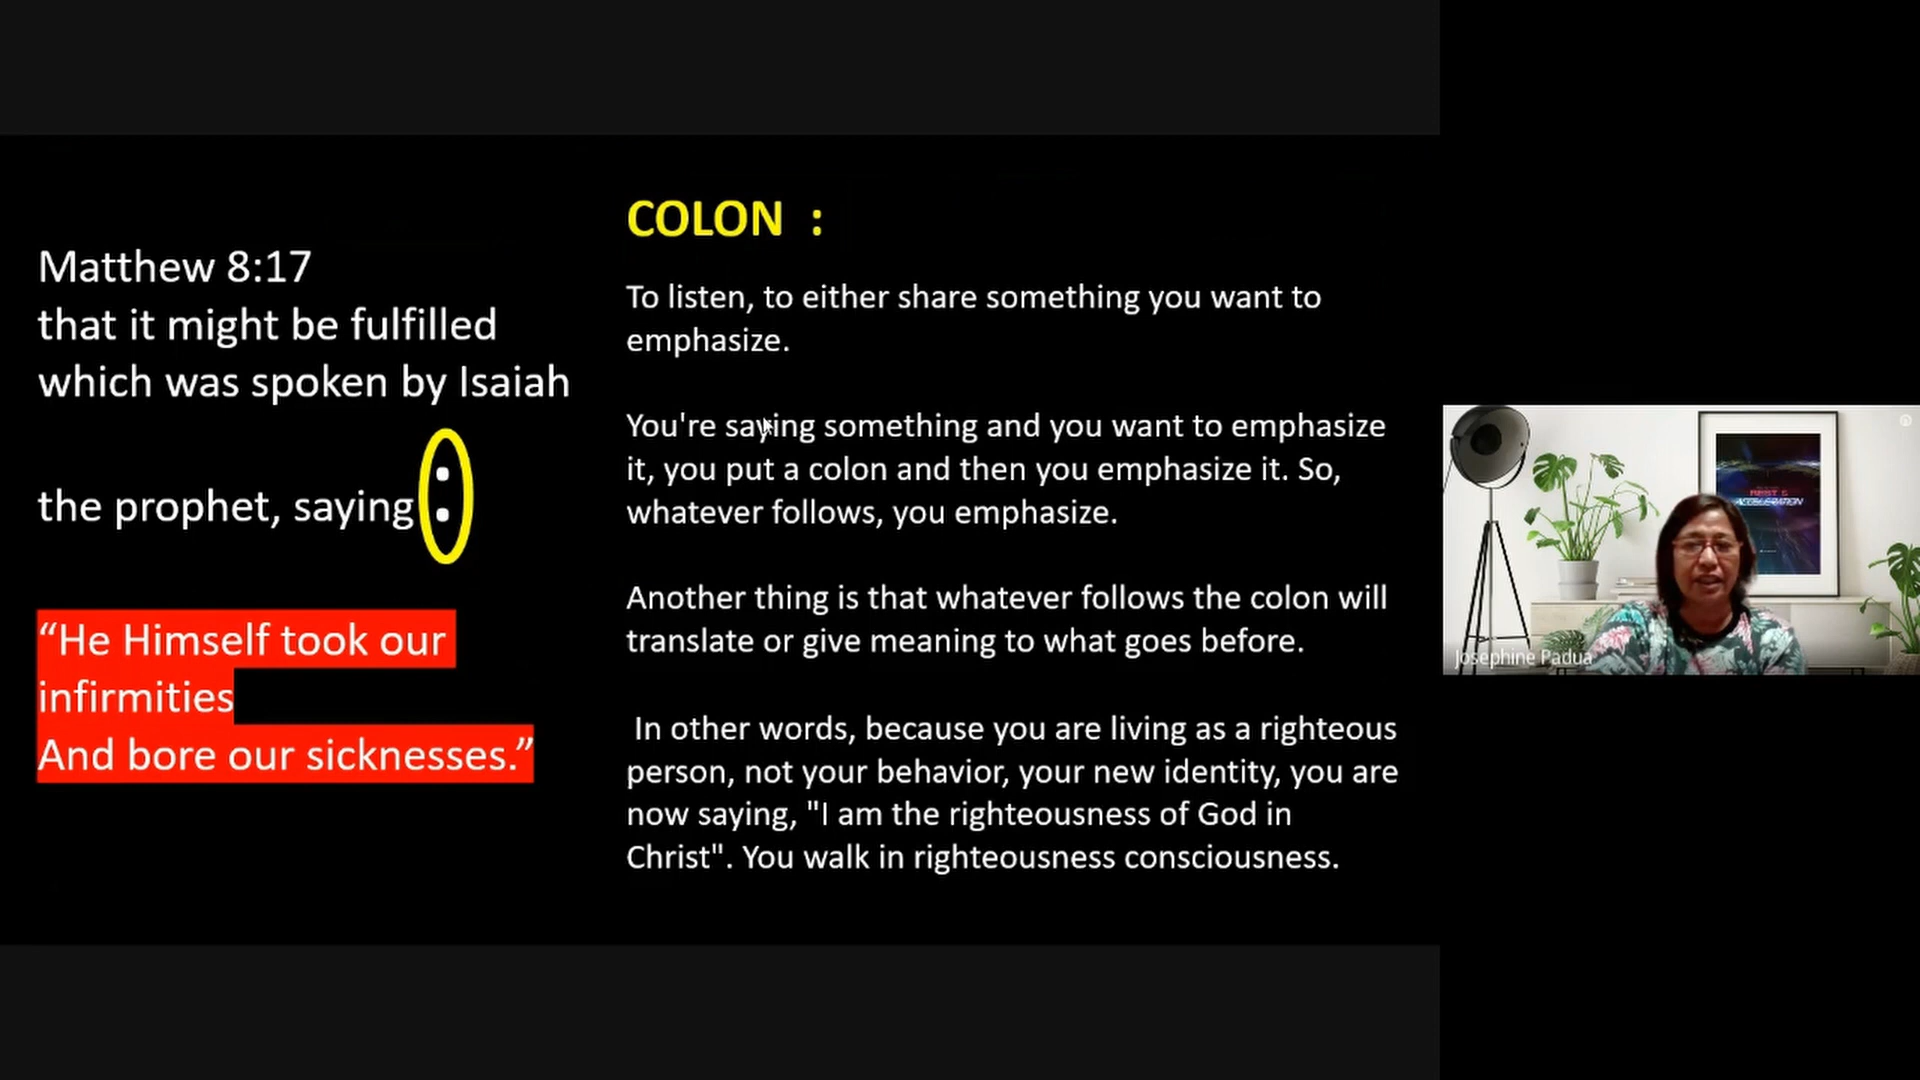 Matthew 8:17
that it might be fulfilled
which was spoken by Isaiah
the prophet, saying:
“He Himself took our
infirmities
And bore our sicknesses.”
COLON :
To listen, to either share something you want to
emphasize.
You're saying something and you want to emphasize
it, you put a colon and then you emphasize it. So,
whatever follows, you emphasize.
Another thing is that whatever follows the colon will
translate or give meaning to what goes before.
In other words, because you are living as a righteous
person, not your behavior, your new identity, you are
now saying, "I am the righteousness of God in
Christ". You walk in righteousness consciousness.
ACCELERATION
Josephine Padua